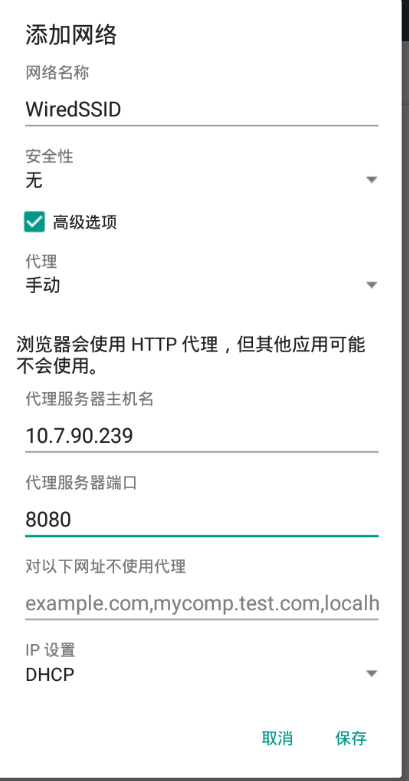 添加网络
网络名称
WiredSSID
安全性
无
高级选项
代理
手动
浏览器会使用 HTTP 代理，但其他应用可能
不会使用。
代理服务器主机名
10.7.90.239
代理服务器端口
8080
对以下网址不使用代理
example.com,mycomp.test.com,localh
IP 设置
DHCP
取消 保存